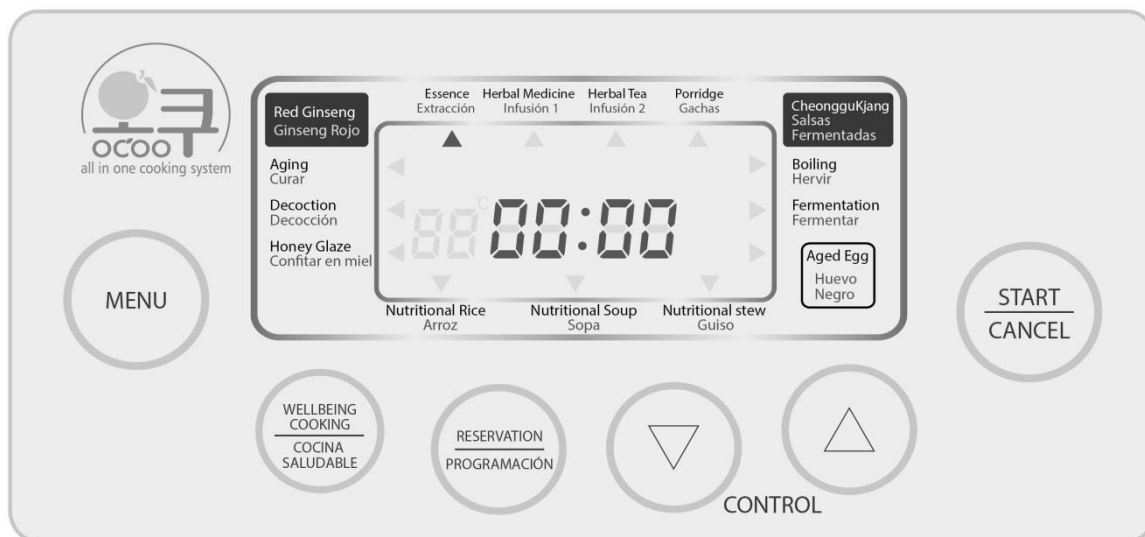 오쿠
OCOO
all in one cooking system
Red Ginseng
Ginseng Rojo
Aging
Curar
Decoction
Decocción
Honey Glaze
Confitar en miel
Essence
Extracción
Herbal Medicine
Infusión 1
Herbal Tea
Infusión 2
Porridge
Gachas
88 °C 00:00
Nutritional Rice
Arroz
Nutritional Soup
Sopa
Nutritional stew
Guiso
CheongguKjang
Salsas
Fermentadas
Boiling
Hervir
Fermentation
Fermentar
Aged Egg
Huevo
Negro
MENU
START
CANCEL
WELLBEING
COOKING
COCINA
SALUDABLE
RESERVATION
PROGRAMACIÓN
CONTROL